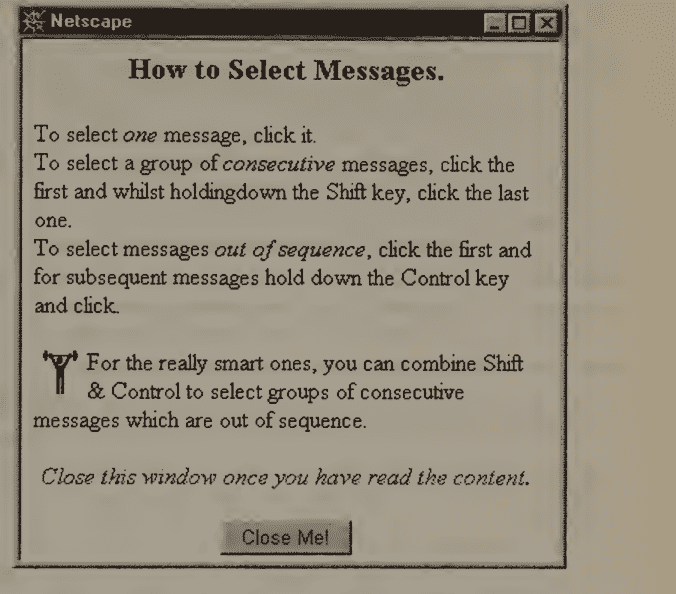 Netscape
How to Select Messages.
To select one message, click it.
To select a group of consecutive messages, click the
first and whilst holdingdown the Shift key, click the last
one.
To select messages out of sequence, click the first and
for subsequent messages hold down the Control key
and click.
For the really smart ones, you can combine Shift
& Control to select groups of consecutive
messages which are out of sequence.
Close this window once you have read the content.
Close Me!